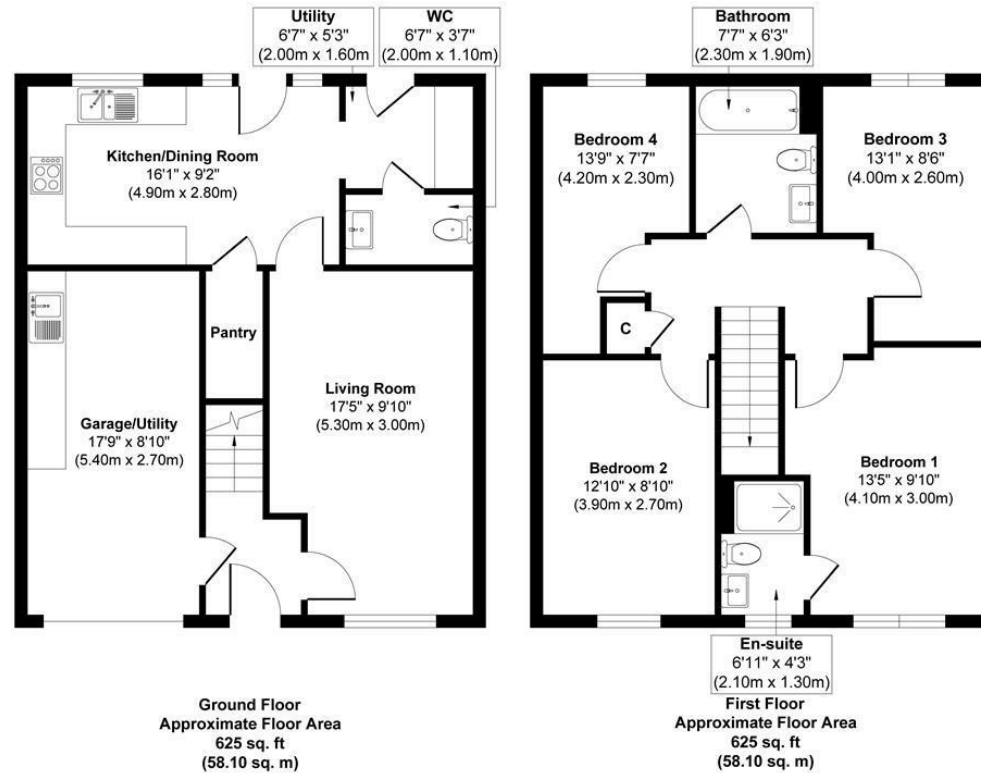 Utility
6'7" x 5'3"
(2.00m x 1.60m
WC
6'7" x 3'7"
(2.00m x 1.10m)
Kitchen/Dining Room
16'1" x 9'2"
(4.90m x 2.80m)
Pantry
Living Room
17'5" x 9'10"
(5.30m x 3.00m)
Garage/Utility
17'9" x 8'10"
(5.40m x 2.70m)
Ground Floor
Approximate Floor Area
625 sq. ft
(58.10 sq. m)
Bathroom
7'7" x 6'3"
(2.30m x 1.90m)
Bedroom 4
13'9" x 7'7"
(4.20m x 2.30m)
Bedroom 3
13'1" x 8'6"
(4.00m x 2.60m)
C
Bedroom 2
12'10" x 8'10"
(3.90m x 2.70m)
Bedroom 1
13'5" x 9'10"
(4.10m x 3.00m)
En-suite
6'11" x 4'3"
(2.10m x 1.30m)
First Floor
Approximate Floor Area
625 sq. ft
(58.10 sq. m)